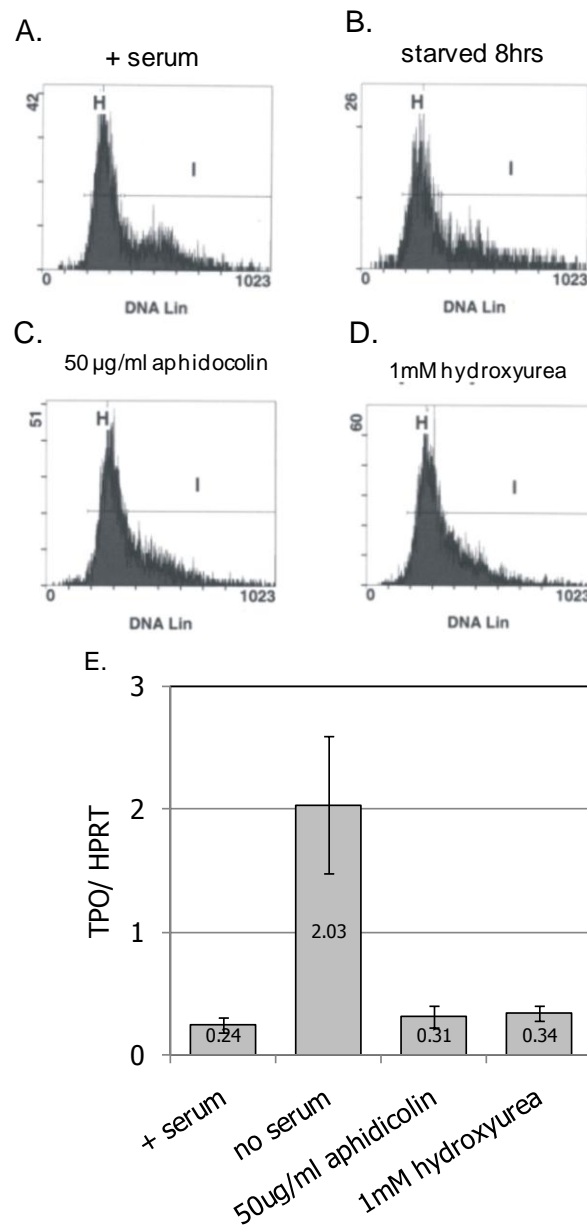 A.
+ serum
42
H
I
0
1023
DNA Lin
B.
starved 8hrs
26
H
I
0
1023
DNA Lin
C.
50 µg/ml aphidocolin
51
H
I
0
1023
DNA Lin
D.
1mM hydroxyurea
60
H
I
0
1023
DNA Lin
E.
TPO/ HPRT
3
2
1
0
0.24
2.03
0.31
0.34
+ serum
no serum
50ug/ml aphidicolin
1mM hydroxyurea